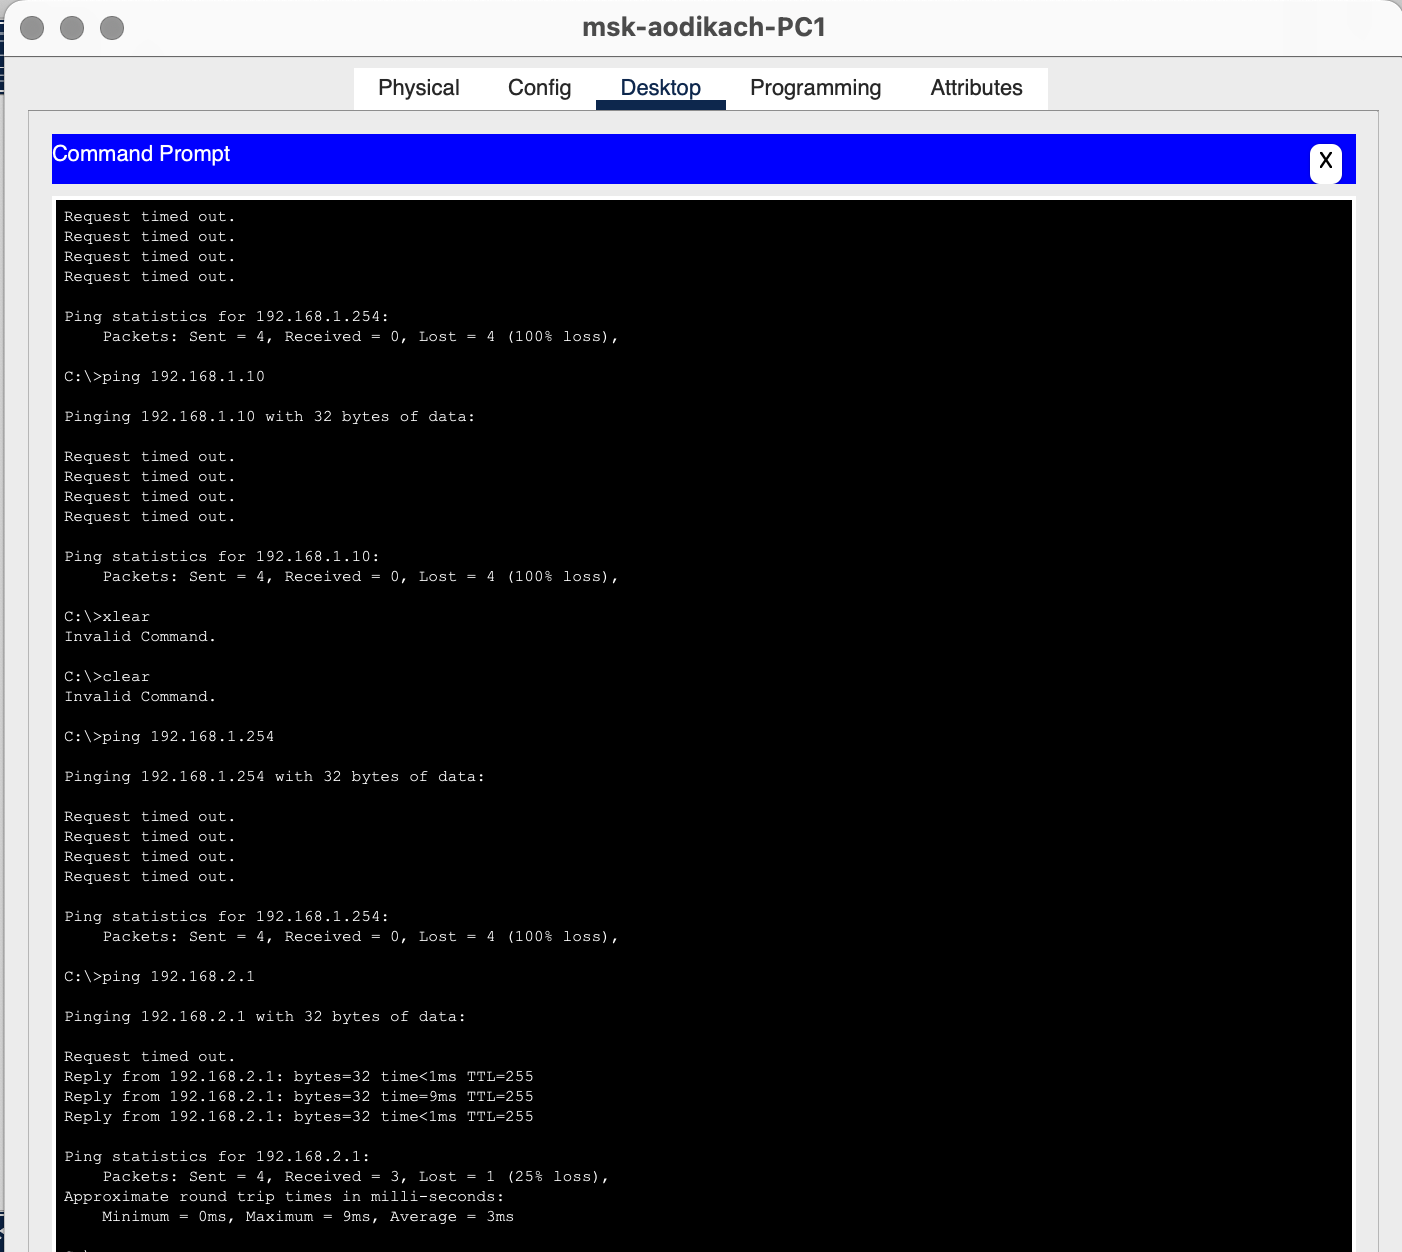 msk-aodikach-PC1
Physical Config Desktop Programming Attributes
Command Prompt
X
Request timed out.
Request timed out.
Request timed out.
Request timed out.
Ping statistics for 192.168.1.254:
Packets: Sent = 4, Received = 0, Lost = 4 (100% loss),
C:\>ping 192.168.1.10
Pinging 192.168.1.10 with 32 bytes of data:
Request timed out.
Request timed out.
Request timed out.
Request timed out.
Ping statistics for 192.168.1.10:
Packets: Sent = 4, Received = 0, Lost = 4 (100% loss),
C:\>xlear
Invalid Command.
C:\>clear
Invalid Command.
C:\>ping 192.168.1.254
Pinging 192.168.1.254 with 32 bytes of data:
Request timed out.
Request timed out.
Request timed out.
Request timed out.
Ping statistics for 192.168.1.254:
Packets: Sent = 4, Received = 0, Lost = 4 (100% loss),
C:\>ping 192.168.2.1
Pinging 192.168.2.1 with 32 bytes of data:
Request timed out.
Reply from 192.168.2.1: bytes=32 time<1ms TTL=255
Reply from 192.168.2.1: bytes=32 time=9ms TTL=255
Reply from 192.168.2.1: bytes=32 time<1ms TTL=255
Ping statistics for 192.168.2.1:
Packets: Sent = 4, Received = 3, Lost = 1 (25% loss),
Approximate round trip times in milli-seconds:
Minimum = 0ms, Maximum = 9ms, Average = 3ms